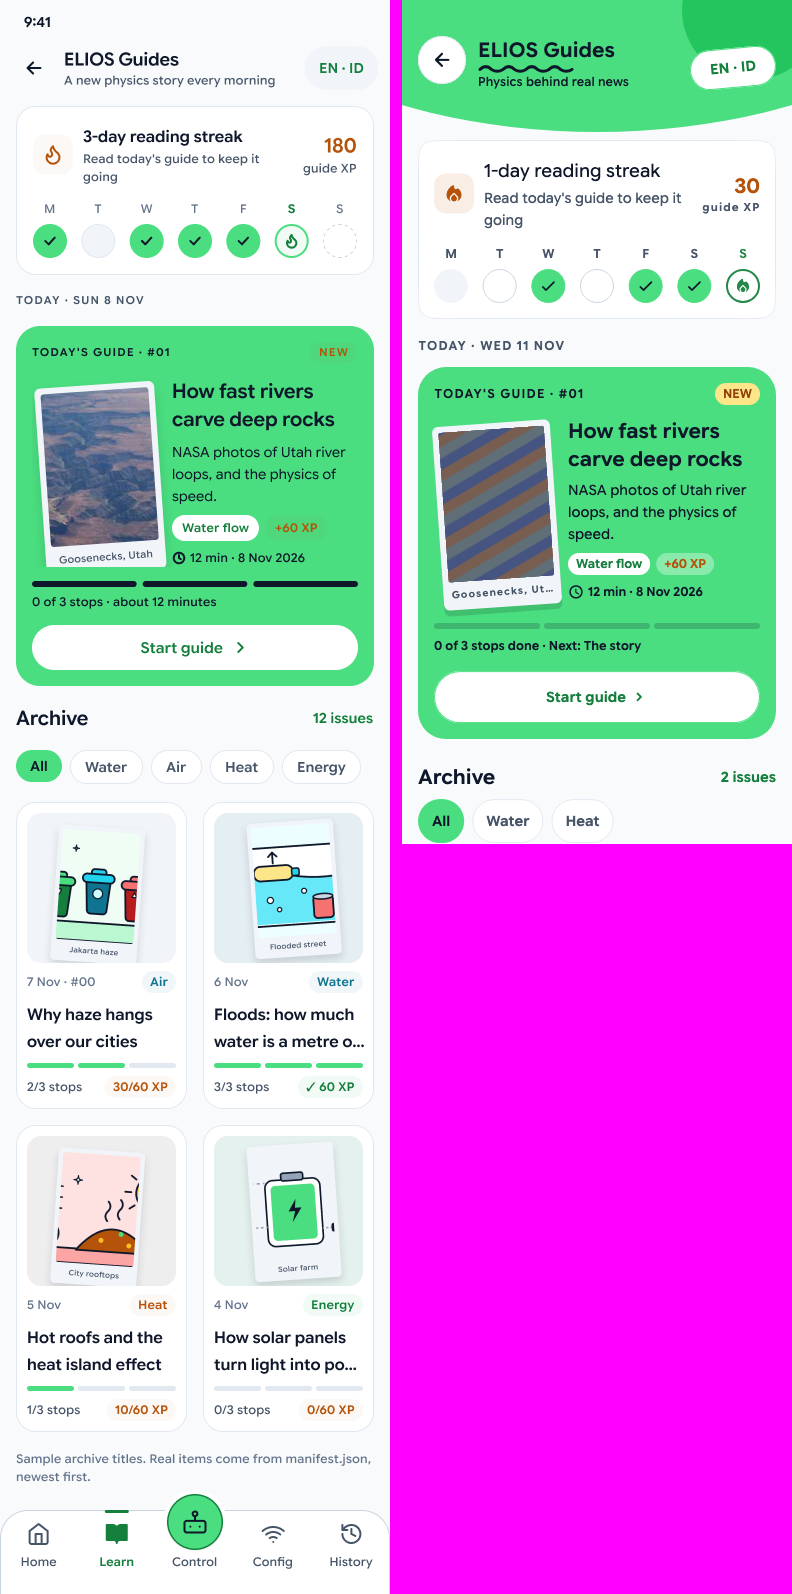 9:41
ELIOS Guides
A new physics story every morning
EN · ID
3-day reading streak
Read today's guide to keep it
going
180
guide XP
M T W T F S S
TODAY · SUN 8 NOV
TODAY'S GUIDE · #01
NEW
How fast rivers
carve deep rocks
NASA photos of Utah river
loops, and the physics of
speed.
Goosenecks, Utah
Water flow
+60 XP
12 min · 8 Nov 2026
0 of 3 stops · about 12 minutes
Start guide
Archive
12 issues
All
Water
Air
Heat
Energy
Jakarta haze
7 Nov · #00
Air
Why haze hangs
over our cities
2/3 stops
30/60 XP
Flooded street
6 Nov
Water
Floods: how much
water is a metre o...
3/3 stops
✓ 60 XP
City rooftops
5 Nov
Heat
Hot roofs and the
heat island effect
1/3 stops
10/60 XP
Solar farm
4 Nov
Energy
How solar panels
turn light into po...
0/3 stops
0/60 XP
Sample archive titles. Real items come from manifest.json,
newest first.
Home
Learn
Control
Config
History
ELIOS Guides
Physics behind real news
EN · ID
1-day reading streak
Read today's guide to keep it
going
30
guide XP
M T W T F S S
TODAY · WED 11 NOV
TODAY'S GUIDE · #01
NEW
How fast rivers
carve deep rocks
NASA photos of Utah river
loops, and the physics of
speed.
Goosenecks, Ut...
Water flow
+60 XP
12 min · 8 Nov 2026
0 of 3 stops done · Next: The story
Start guide
Archive
2 issues
All
Water
Heat